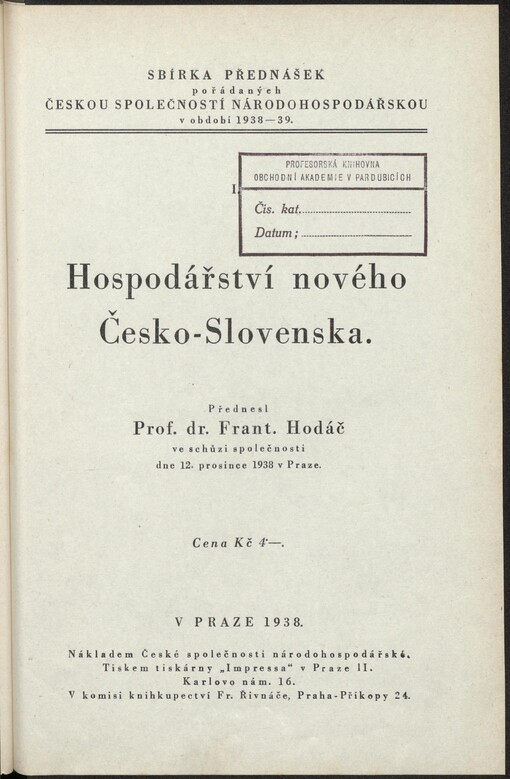 SBÍRKA PŘEDNÁŠEK
pořádaných
ČESKOU SPOLEČNOSTÍ NÁRODOHOSPODÁŘSKOU
v období 1938—39.
PROFESORSKÁ KNIHOVNA
OBCHODNÍ AKADEMIE V PARDUBICÍCH
I.
Čís. kat.
Datum;
Hospodářství nového
Česko-Slovenska.
Přednesl
Prof. dr. Frant. Hodáč
ve schůzi společnosti
dne 12. prosince 1938 v Praze.
Cena Kč 4·—.
V PRAZE 1938.
Nákladem České společnosti národohospodářské.
Tiskem tiskárny „Impressa“ v Praze II.
Karlovo nám. 16.
V komisi knihkupectví Fr. Řivnáče, Praha-Příkopy 24.